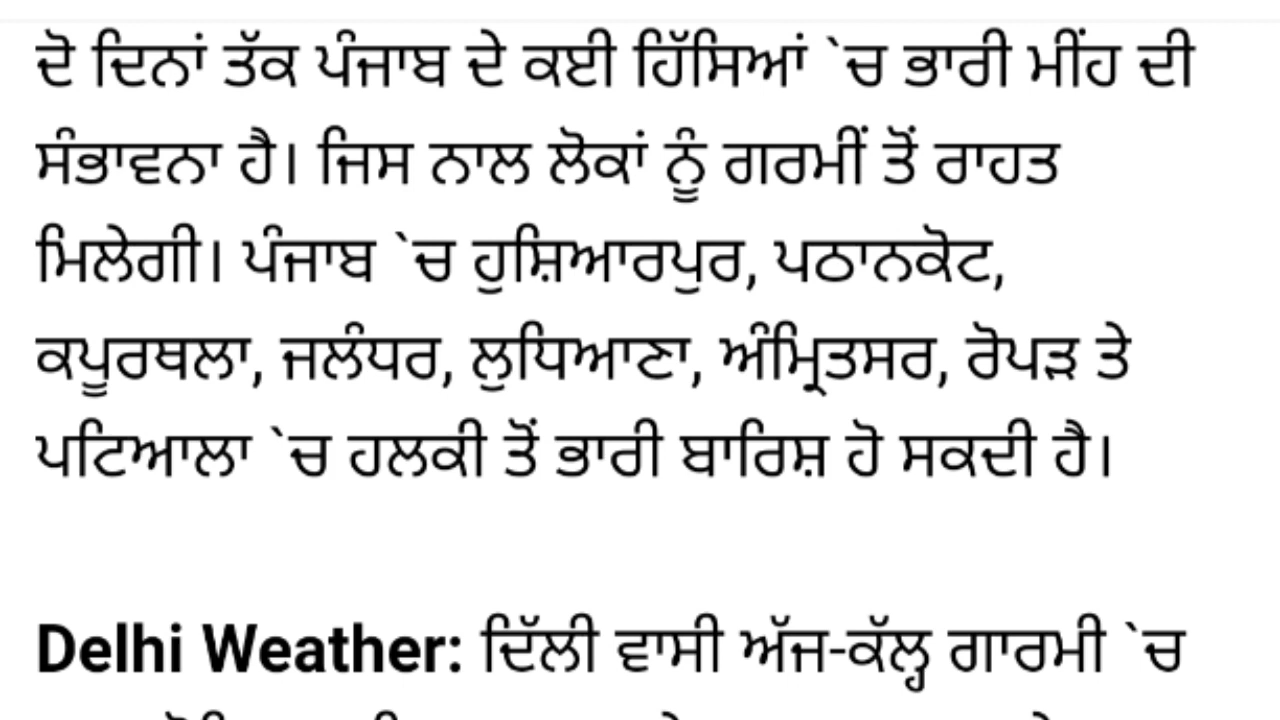 ਦੋ ਦਿਨਾਂ ਤੱਕ ਪੰਜਾਬ ਦੇ ਕਈ ਹਿੱਸਿਆਂ `ਚ ਭਾਰੀ ਮੀਂਹ ਦੀ
ਸੰਭਾਵਨਾ ਹੈ। ਜਿਸ ਨਾਲ ਲੋਕਾਂ ਨੂੰ ਗਰਮੀਂ ਤੋਂ ਰਾਹਤ
ਮਿਲੇਗੀ। ਪੰਜਾਬ `ਚ ਹੁਸ਼ਿਆਰਪੁਰ, ਪਠਾਨਕੋਟ,
ਕਪੂਰਥਲਾ, ਜਲੰਧਰ, ਲੁਧਿਆਣਾ, ਅੰਮ੍ਰਿਤਸਰ, ਰੋਪੜ ਤੇ
ਪਟਿਆਲਾ `ਚ ਹਲਕੀ ਤੋਂ ਭਾਰੀ ਬਾਰਿਸ਼ ਹੋ ਸਕਦੀ ਹੈ।
Delhi Weather: ਦਿੱਲੀ ਵਾਸੀ ਅੱਜ-ਕੱਲ੍ਹ ਗਾਰਮੀ `ਚ